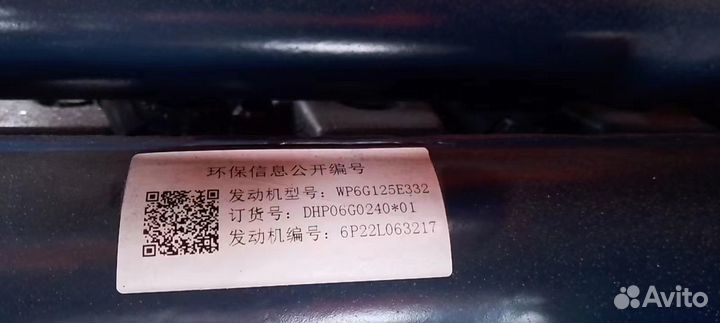 环保信息公开编号
发动机型号: WP6G125E332
订货号: DHP06G0240*01
发动机编号: 6P22L063217
Avito